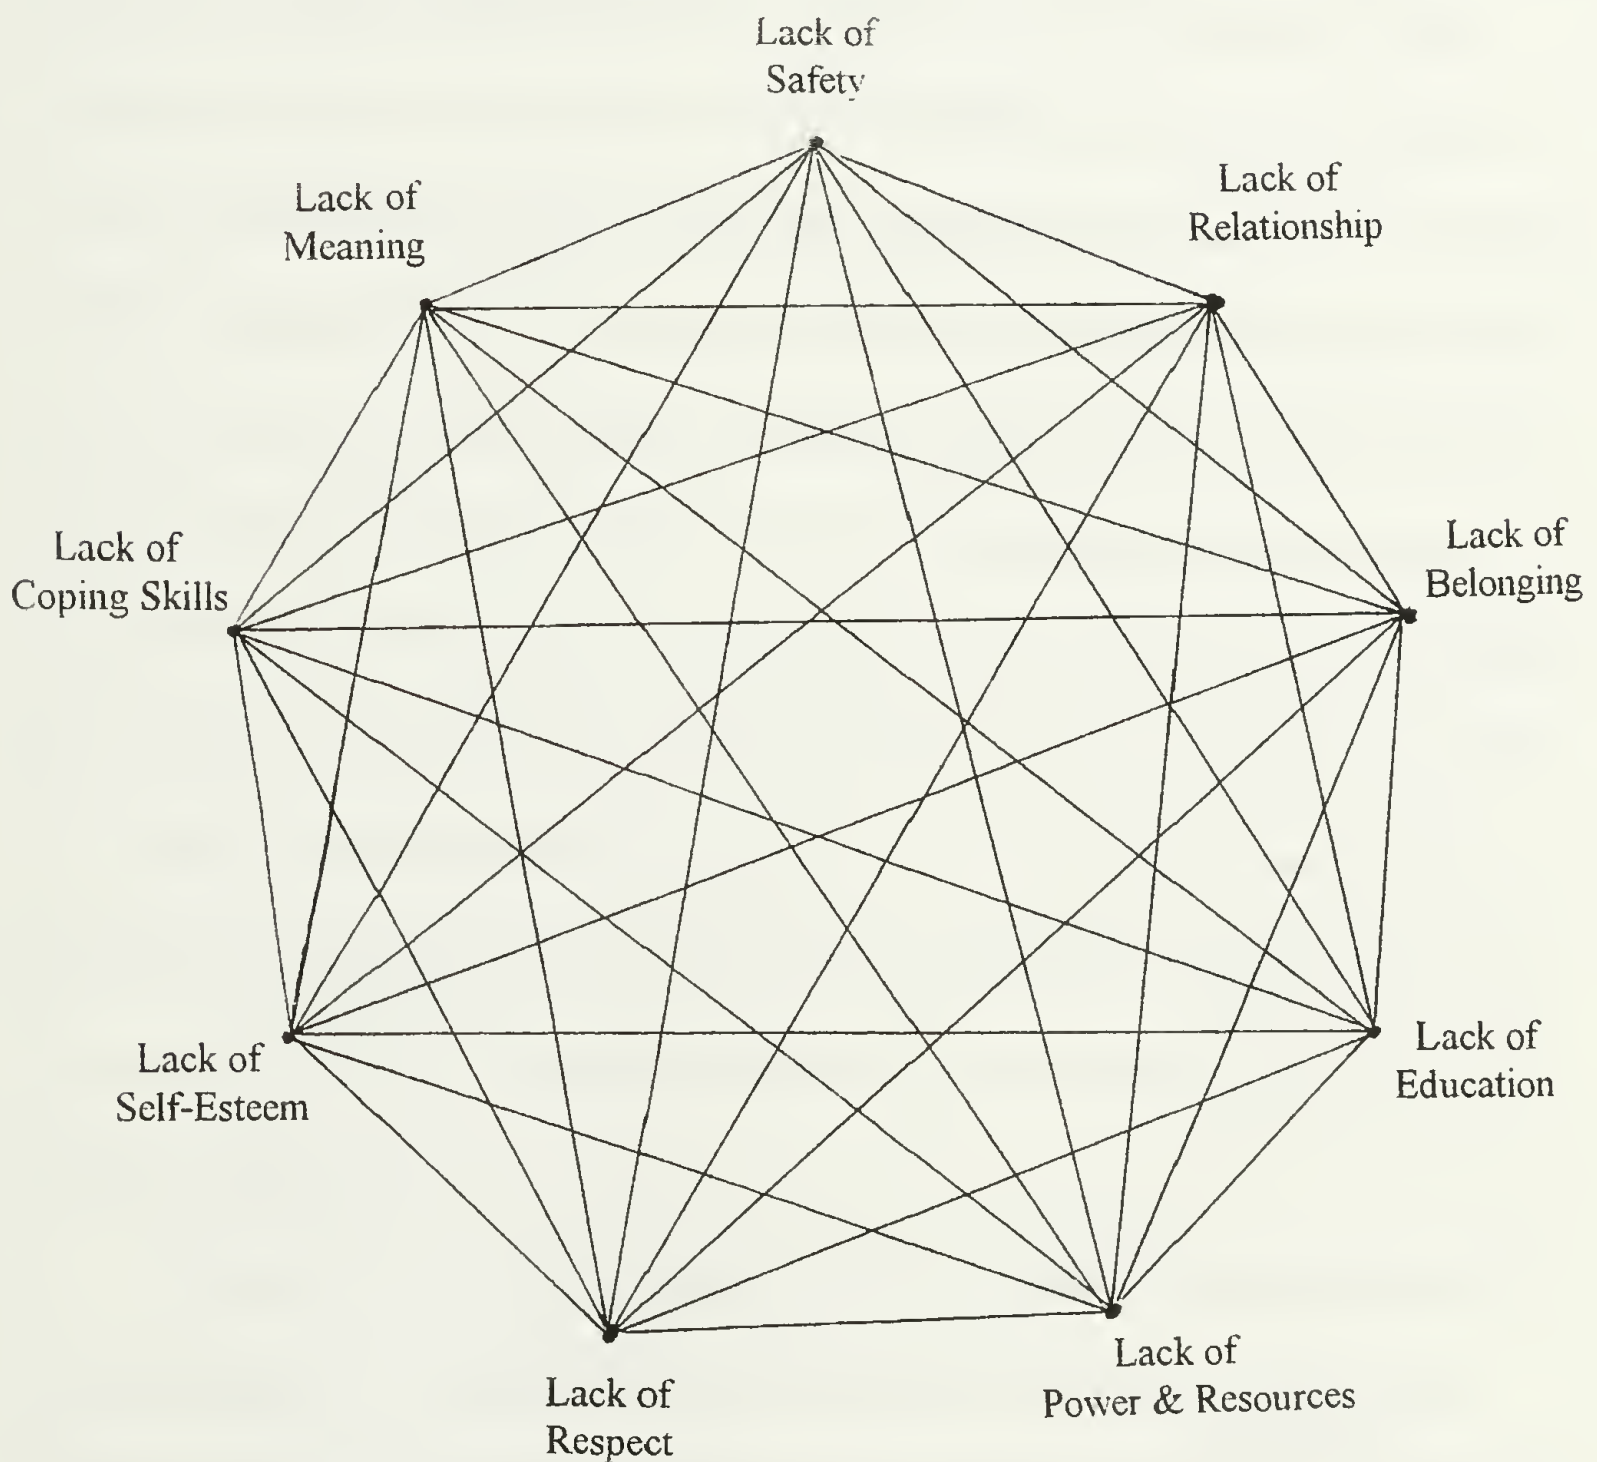 Lack of
Safety
Lack of
Relationship
Lack of
Meaning
Lack of
Belonging
Lack of
Coping Skills
Lack of
Education
Lack of
Self-Esteem
Lack of
Power & Resources
Lack of
Respect